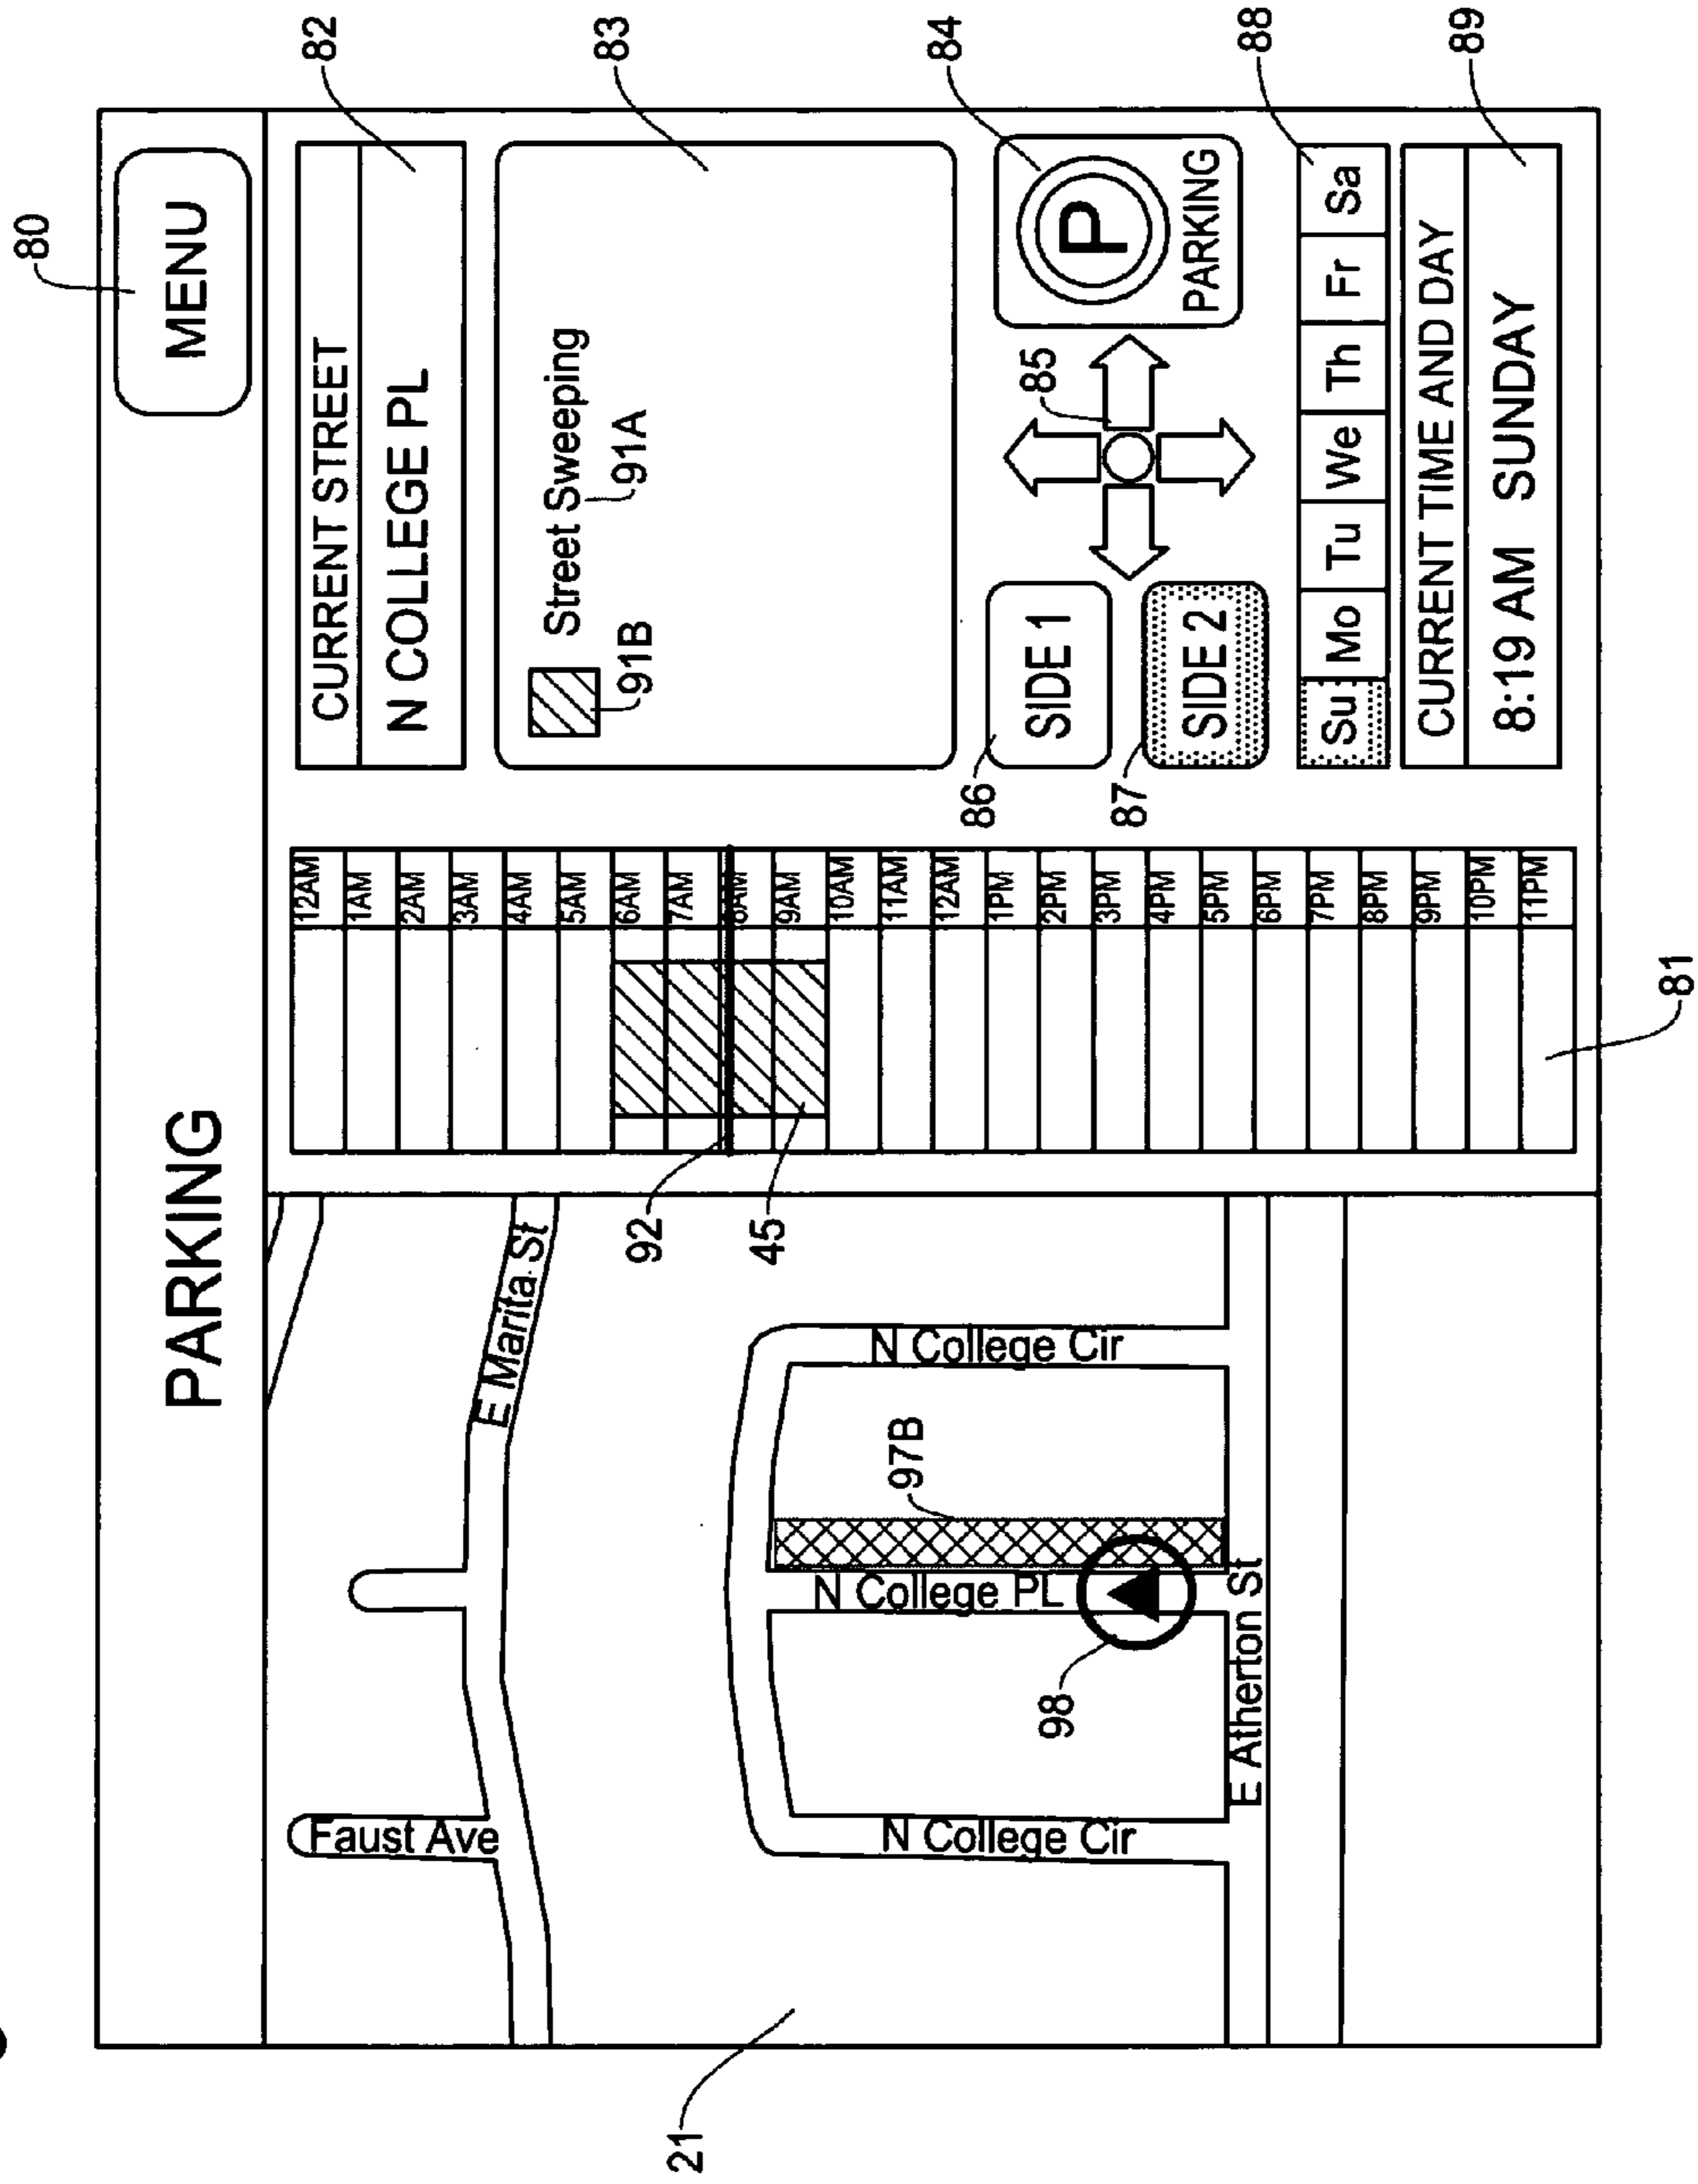 PARKING
MENU
80
Faust Ave
E Marita St
N College Cir
N College PL
N College Cir
E Atherton St
97B
98
21
92
45
12AM
1AM
2AM
3AM
4AM
5AM
6AM
7AM
8AM
9AM
10AM
11AM
12AM
1PM
2PM
3PM
4PM
5PM
6PM
7PM
8PM
9PM
10PM
11PM
81
CURRENT STREET
N COLLEGE PL
82
Street Sweeping
91A
91B
83
SIDE 1
86
SIDE 2
87
85
P
PARKING
84
Su Mo Tu We Th Fr Sa
88
CURRENT TIME AND DAY
8:19 AM SUNDAY
89